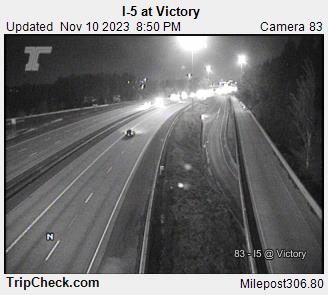 I-5 at Victory
Updated Nov 10 2023 8:50 PM Camera 83
T
N
83 - I5 @ Victory
TripCheck.com Milepost306.80